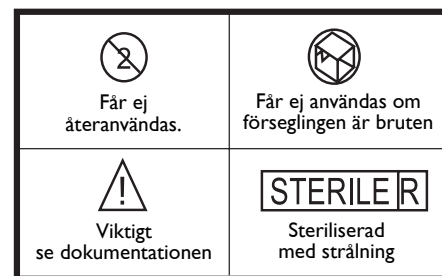 2
Får ej
återanvändas.
Får ej användas om
förseglingen är bruten
!
Viktigt
se dokumentationen
STERILE R
Steriliserad
med strålning